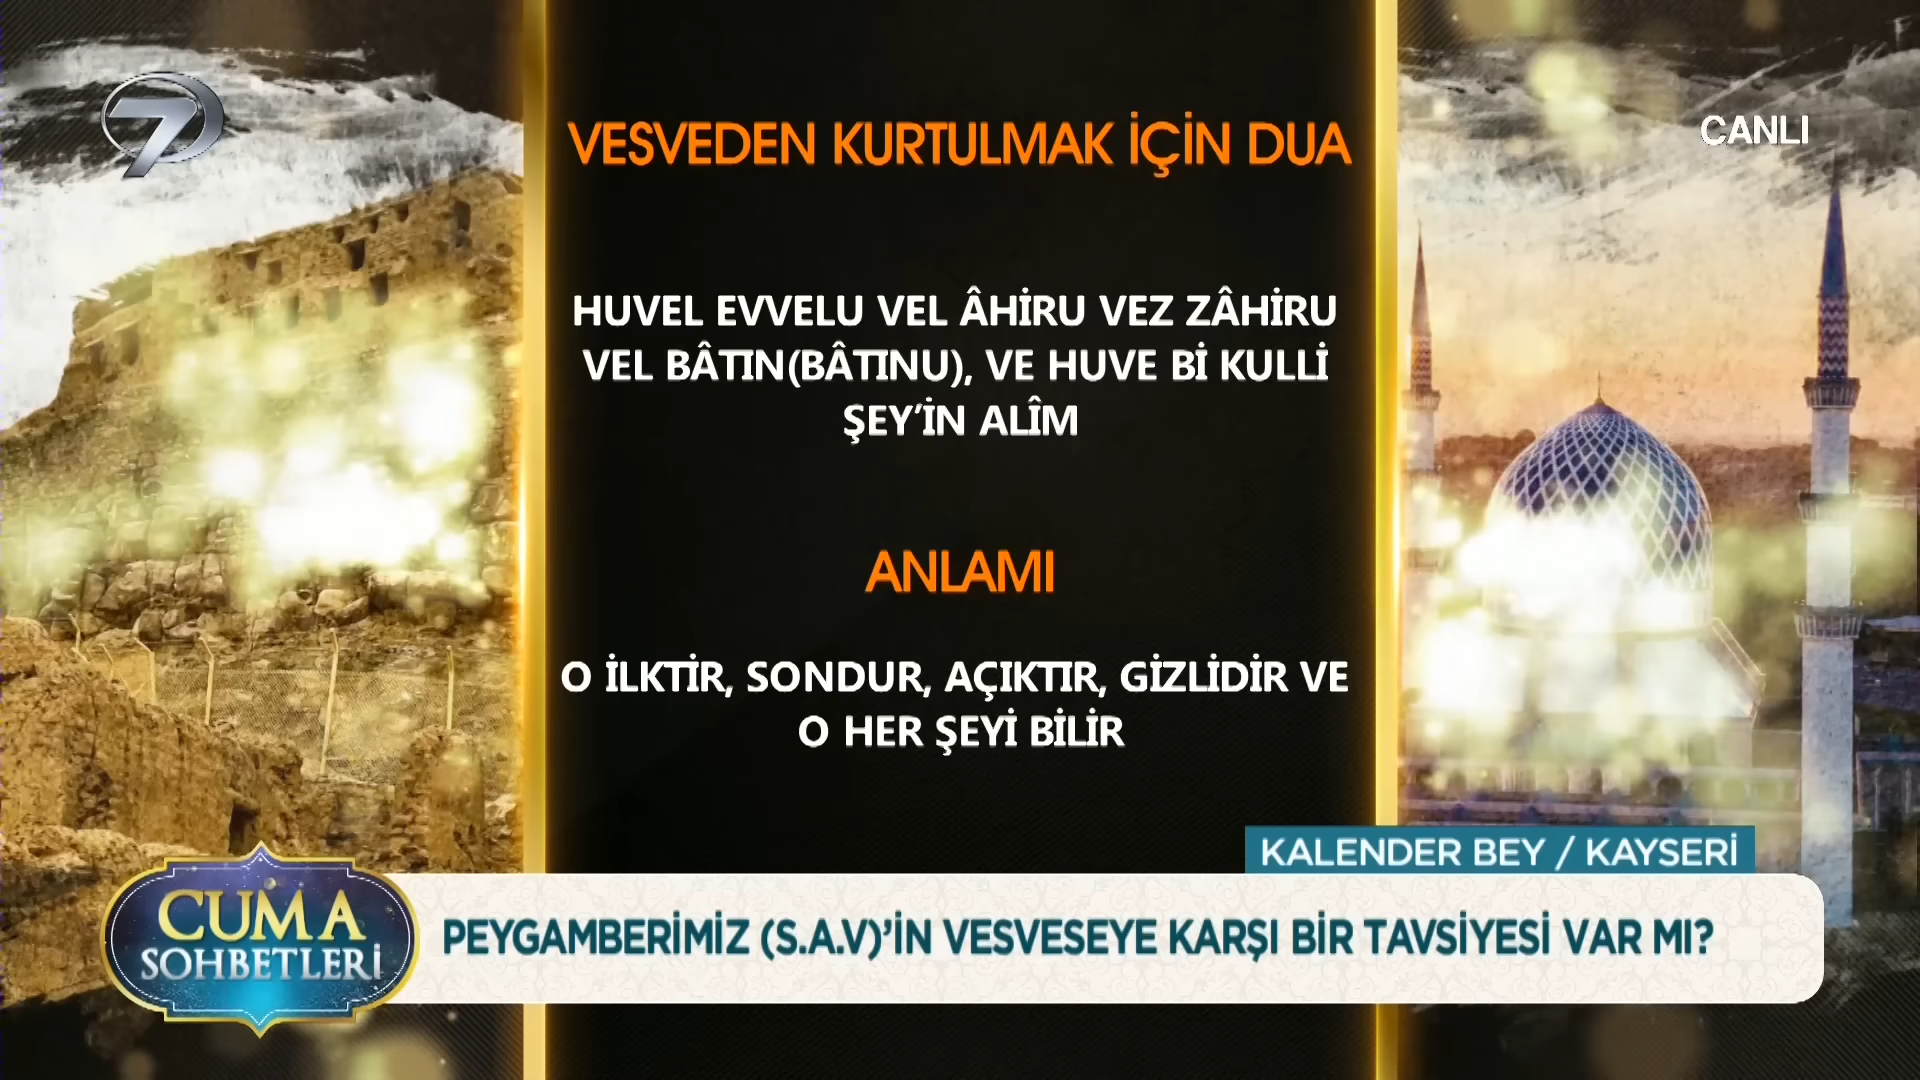 7
CANLI
VESVEDEN KURTULMAK İÇİN DUA
HUVEL EVVELU VEL ÂHİRU VEZ ZÂHİRU
VEL BÂTIN(BÂTINU), VE HUVE Bİ KULLİ
ŞEY’İN ALÎM
ANLAMI
O İLKTİR, SONDUR, AÇIKTIR, GİZLİDİR VE
O HER ŞEYİ BİLİR
KALENDER BEY / KAYSERİ
CUMA
SOHBETLERİ
PEYGAMBERİMİZ (S.A.V)’İN VESVESEYE KARŞI BİR TAVSİYESİ VAR MI?